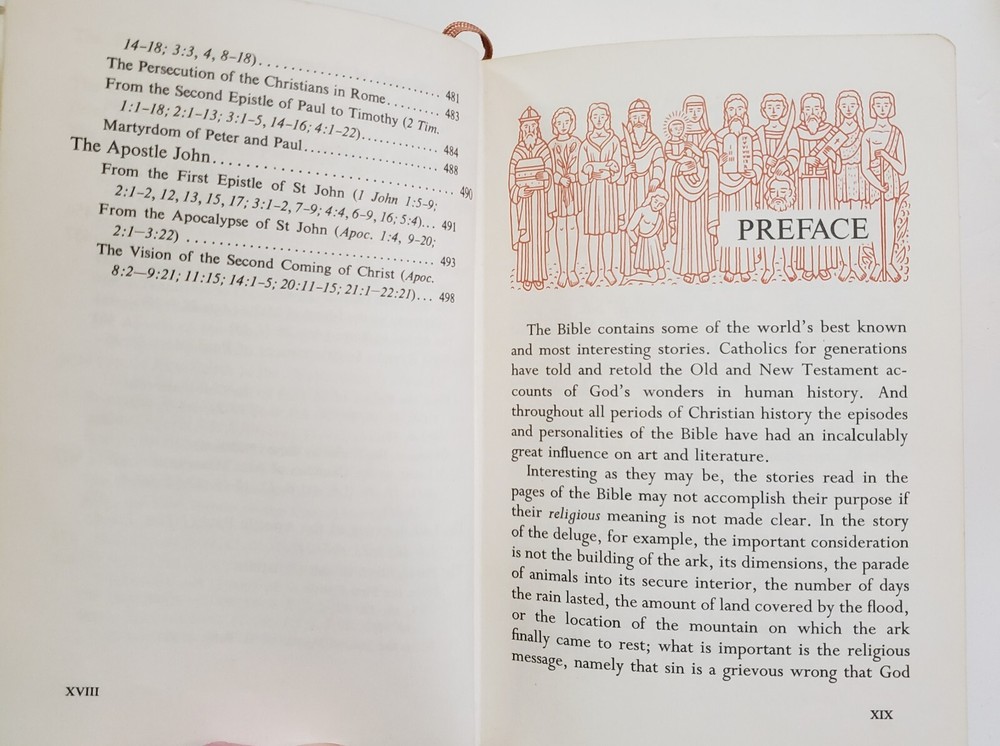 14–18; 3:3, 4, 8–18)....................
The Persecution of the Christians in Rome........ 481
From the Second Epistle of Paul to Timothy (2 Tim. 483
1:1–18; 2:1–13; 3:1–5, 14–16; 4:1–22)............ 484
Martyrdom of Peter and Paul.................... 488
The Apostle John.............................. 490
From the First Epistle of St John (1 John 1:5–9;
2:1–2, 12, 13, 15, 17; 3:1–2, 7–9; 4:4, 6–9, 16; 5:4)... 491
From the Apocalypse of St John (Apoc. 1:4, 9–20;
2:1–3:22) .................................... 493
The Vision of the Second Coming of Christ (Apoc.
8:2—9:21; 11:15; 14:1–5; 20:11–15; 21:1–22:21)... 498
XVIII
PREFACE
The Bible contains some of the world's best known
and most interesting stories. Catholics for generations
have told and retold the Old and New Testament ac-
counts of God's wonders in human history. And
throughout all periods of Christian history the episodes
and personalities of the Bible have had an incalculably
great influence on art and literature.
Interesting as they may be, the stories read in the
pages of the Bible may not accomplish their purpose if
their religious meaning is not made clear. In the story
of the deluge, for example, the important consideration
is not the building of the ark, its dimensions, the parade
of animals into its secure interior, the number of days
the rain lasted, the amount of land covered by the flood,
or the location of the mountain on which the ark
finally came to rest; what is important is the religious
message, namely that sin is a grievous wrong that God
XIX